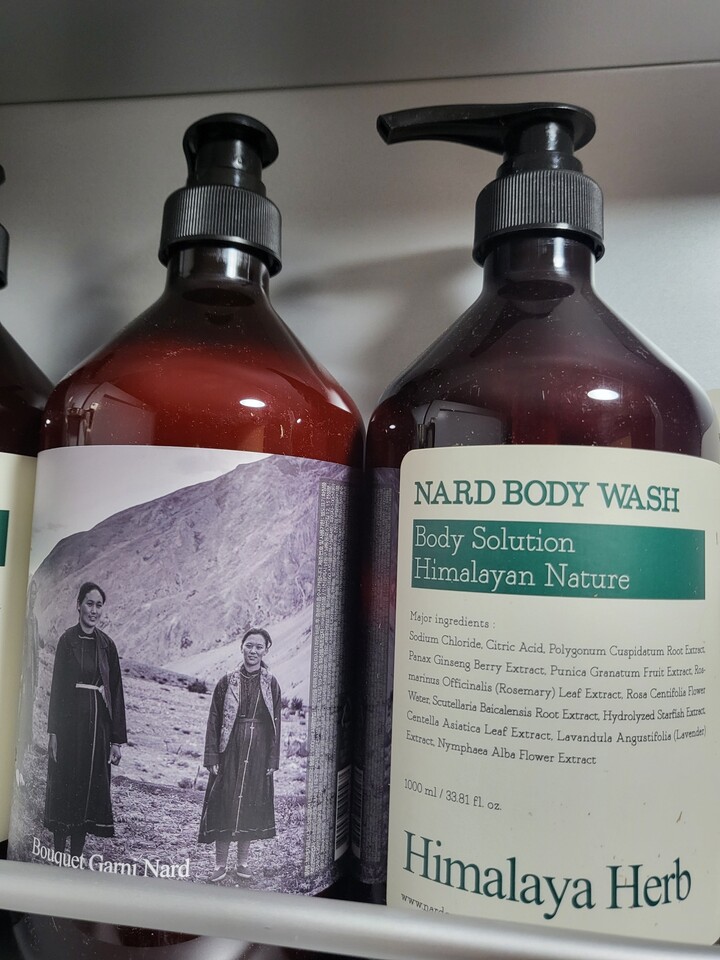 Bouquet Garni Nard
NARD BODY WASH
Body Solution
Himalayan Nature
Major ingredients :
Sodium Chloride, Citric Acid, Polygonum Cuspidatum Root Extract,
Panax Ginseng Berry Extract, Punica Granatum Fruit Extract, Ros-
marinus Officinalis (Rosemary) Leaf Extract, Rosa Centifolia Flower
Water, Scutellaria Baicalensis Root Extract, Hydrolyzed Starfish Extract,
Centella Asiatica Leaf Extract, Lavandula Angustifolia (Lavender)
Extract, Nymphaea Alba Flower Extract
1000 ml / 33.81 fl. oz.
Himalaya Herb